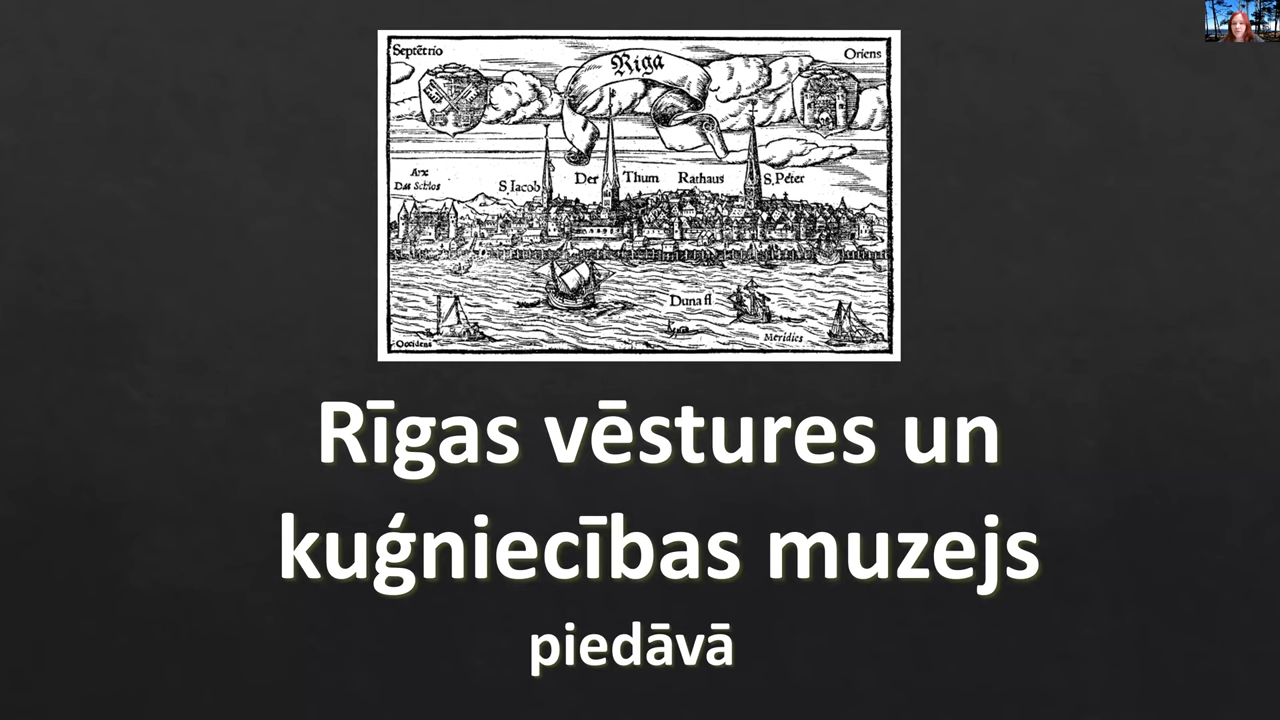 Septētrio
Oriens
Riga
Arx
Das Schlos
S. Iacob
Der Thum
Rathaus
S. Peter
Duna fl
Occidens
Meridies
Rīgas vēstures un
kuģniecības muzejs
piedāvā